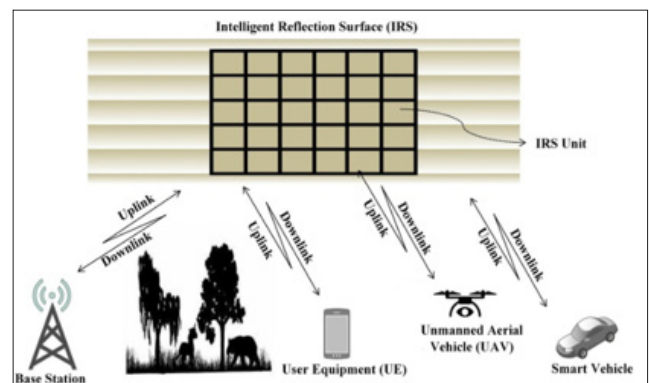 Intelligent Reflection Surface (IRS)
IRS Unit
Uplink
Downlink
Downlink
Uplink
Downlink
Uplink
Downlink
Uplink
Base Station
User Equipment (UE)
Unmanned Aerial
Vehicle (UAV)
Smart Vehicle